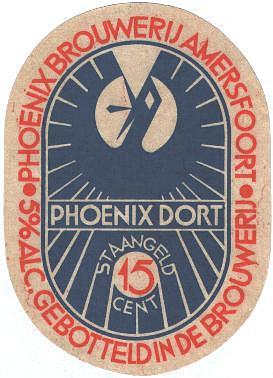 PHOENIX BROUWERIJ AMERSFOORT
PHOENIX DORT
STAANGELD
15
CENT
• 5% ALC. GEBOTTELD IN DE BROUWERIJ •